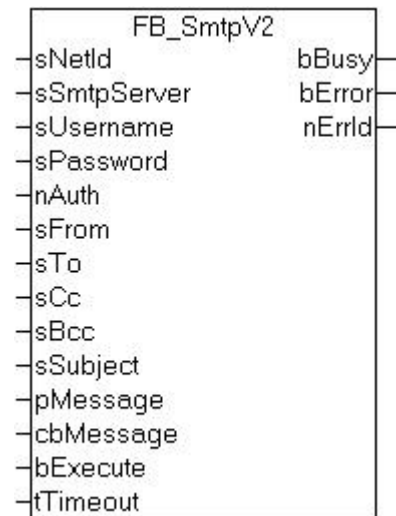 FB_SmtpV2
sNetId bBusy
sSmtpServer bError
sUsername nErrId
sPassword
nAuth
sFrom
sTo
sCc
sBcc
sSubject
pMessage
cbMessage
bExecute
tTimeout